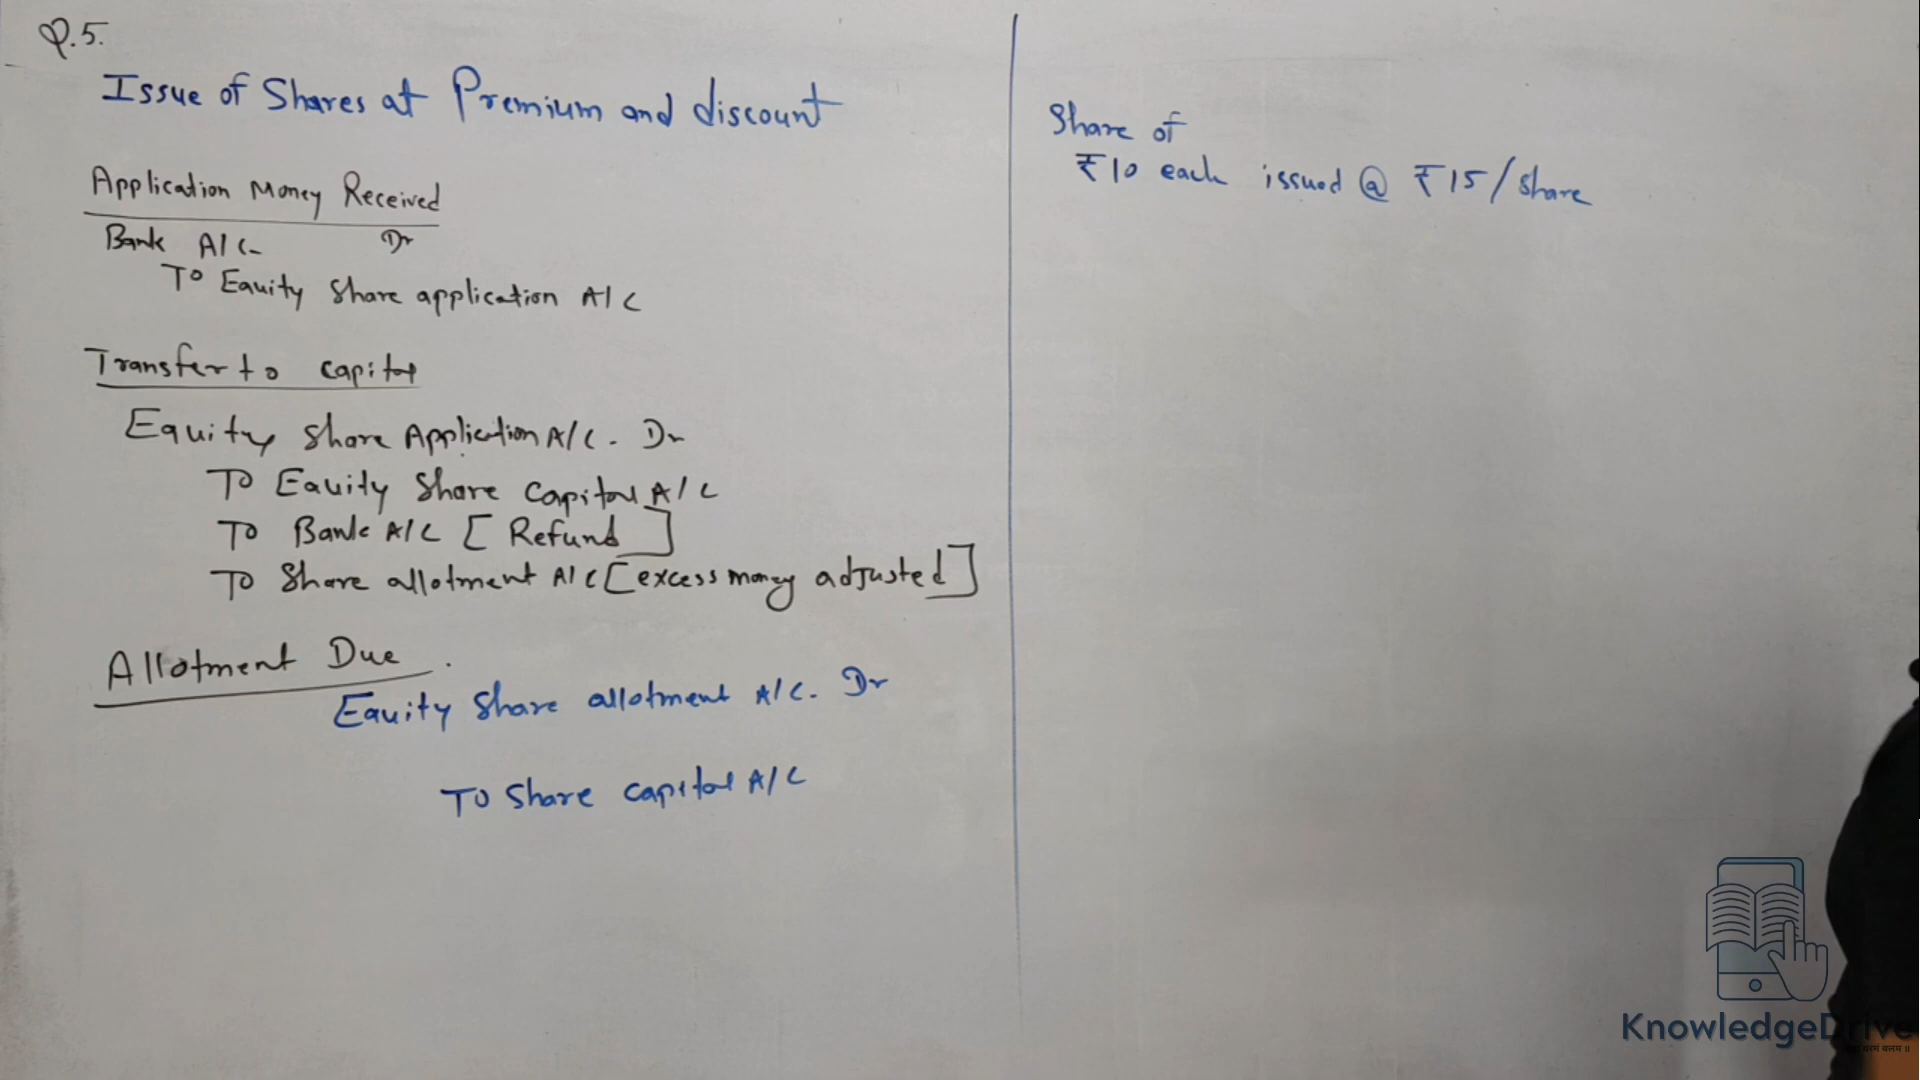 Q.5.
Issue of Shares at Premium and discount
Application Money Received
Bank A/C Dr
To Equity Share application A/C
Transfer to capital
Equity Share Application A/C. Dr
To Equity Share Capital A/C
To Bank A/C [Refund]
To Share allotment A/C [excess money adjusted]
Allotment Due.
Equity Share allotment A/C. Dr
To Share capital A/C
Share of
₹10 each issued @ ₹15/share
KnowledgeDrive